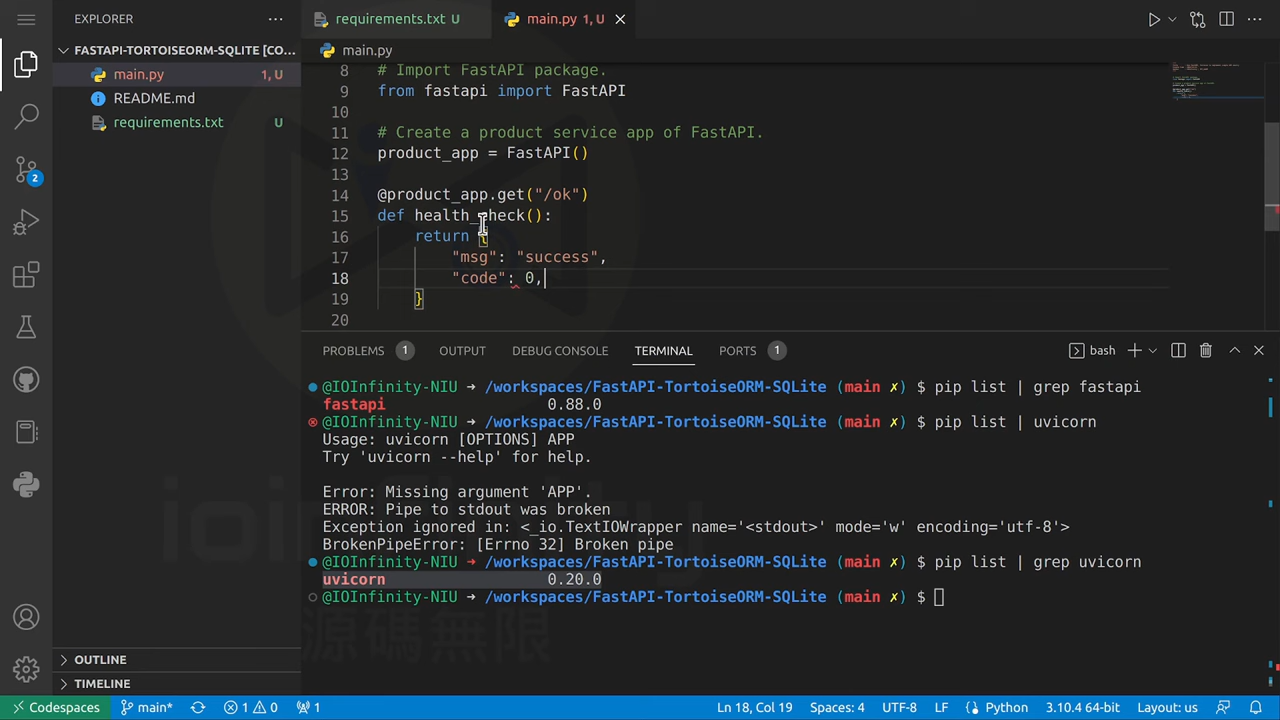 EXPLORER
requirements.txt U
main.py 1, U
FASTAPI-TORTOISEORM-SQLITE [CO...
main.py 1, U
README.md
requirements.txt U
main.py
8 # Import FastAPI package.
9 from fastapi import FastAPI
10
11 # Create a product service app of FastAPI.
12 product_app = FastAPI()
13
14 @product_app.get("/ok")
15 def health_check():
16 return {
17 "msg": "success",
18 "code": 0,
19 }
20
2
PROBLEMS 1 OUTPUT DEBUG CONSOLE TERMINAL PORTS 1 bash
@IOInfinity-NIU ➜ /workspaces/FastAPI-TortoiseORM-SQLite (main ✗) $ pip list | grep fastapi
fastapi 0.88.0
@IOInfinity-NIU ➜ /workspaces/FastAPI-TortoiseORM-SQLite (main ✗) $ pip list | uvicorn
Usage: uvicorn [OPTIONS] APP
Try 'uvicorn --help' for help.
Error: Missing argument 'APP'.
ERROR: Pipe to stdout was broken
Exception ignored in: <_io.TextIOWrapper name='<stdout>' mode='w' encoding='utf-8'>
BrokenPipeError: [Errno 32] Broken pipe
@IOInfinity-NIU ➜ /workspaces/FastAPI-TortoiseORM-SQLite (main ✗) $ pip list | grep uvicorn
uvicorn 0.20.0
@IOInfinity-NIU ➜ /workspaces/FastAPI-TortoiseORM-SQLite (main ✗) $
ioinfinity
源碼無限
OUTLINE
TIMELINE
Codespaces main* 1 0 1 Ln 18, Col 19 Spaces: 4 UTF-8 LF Python 3.10.4 64-bit Layout: us